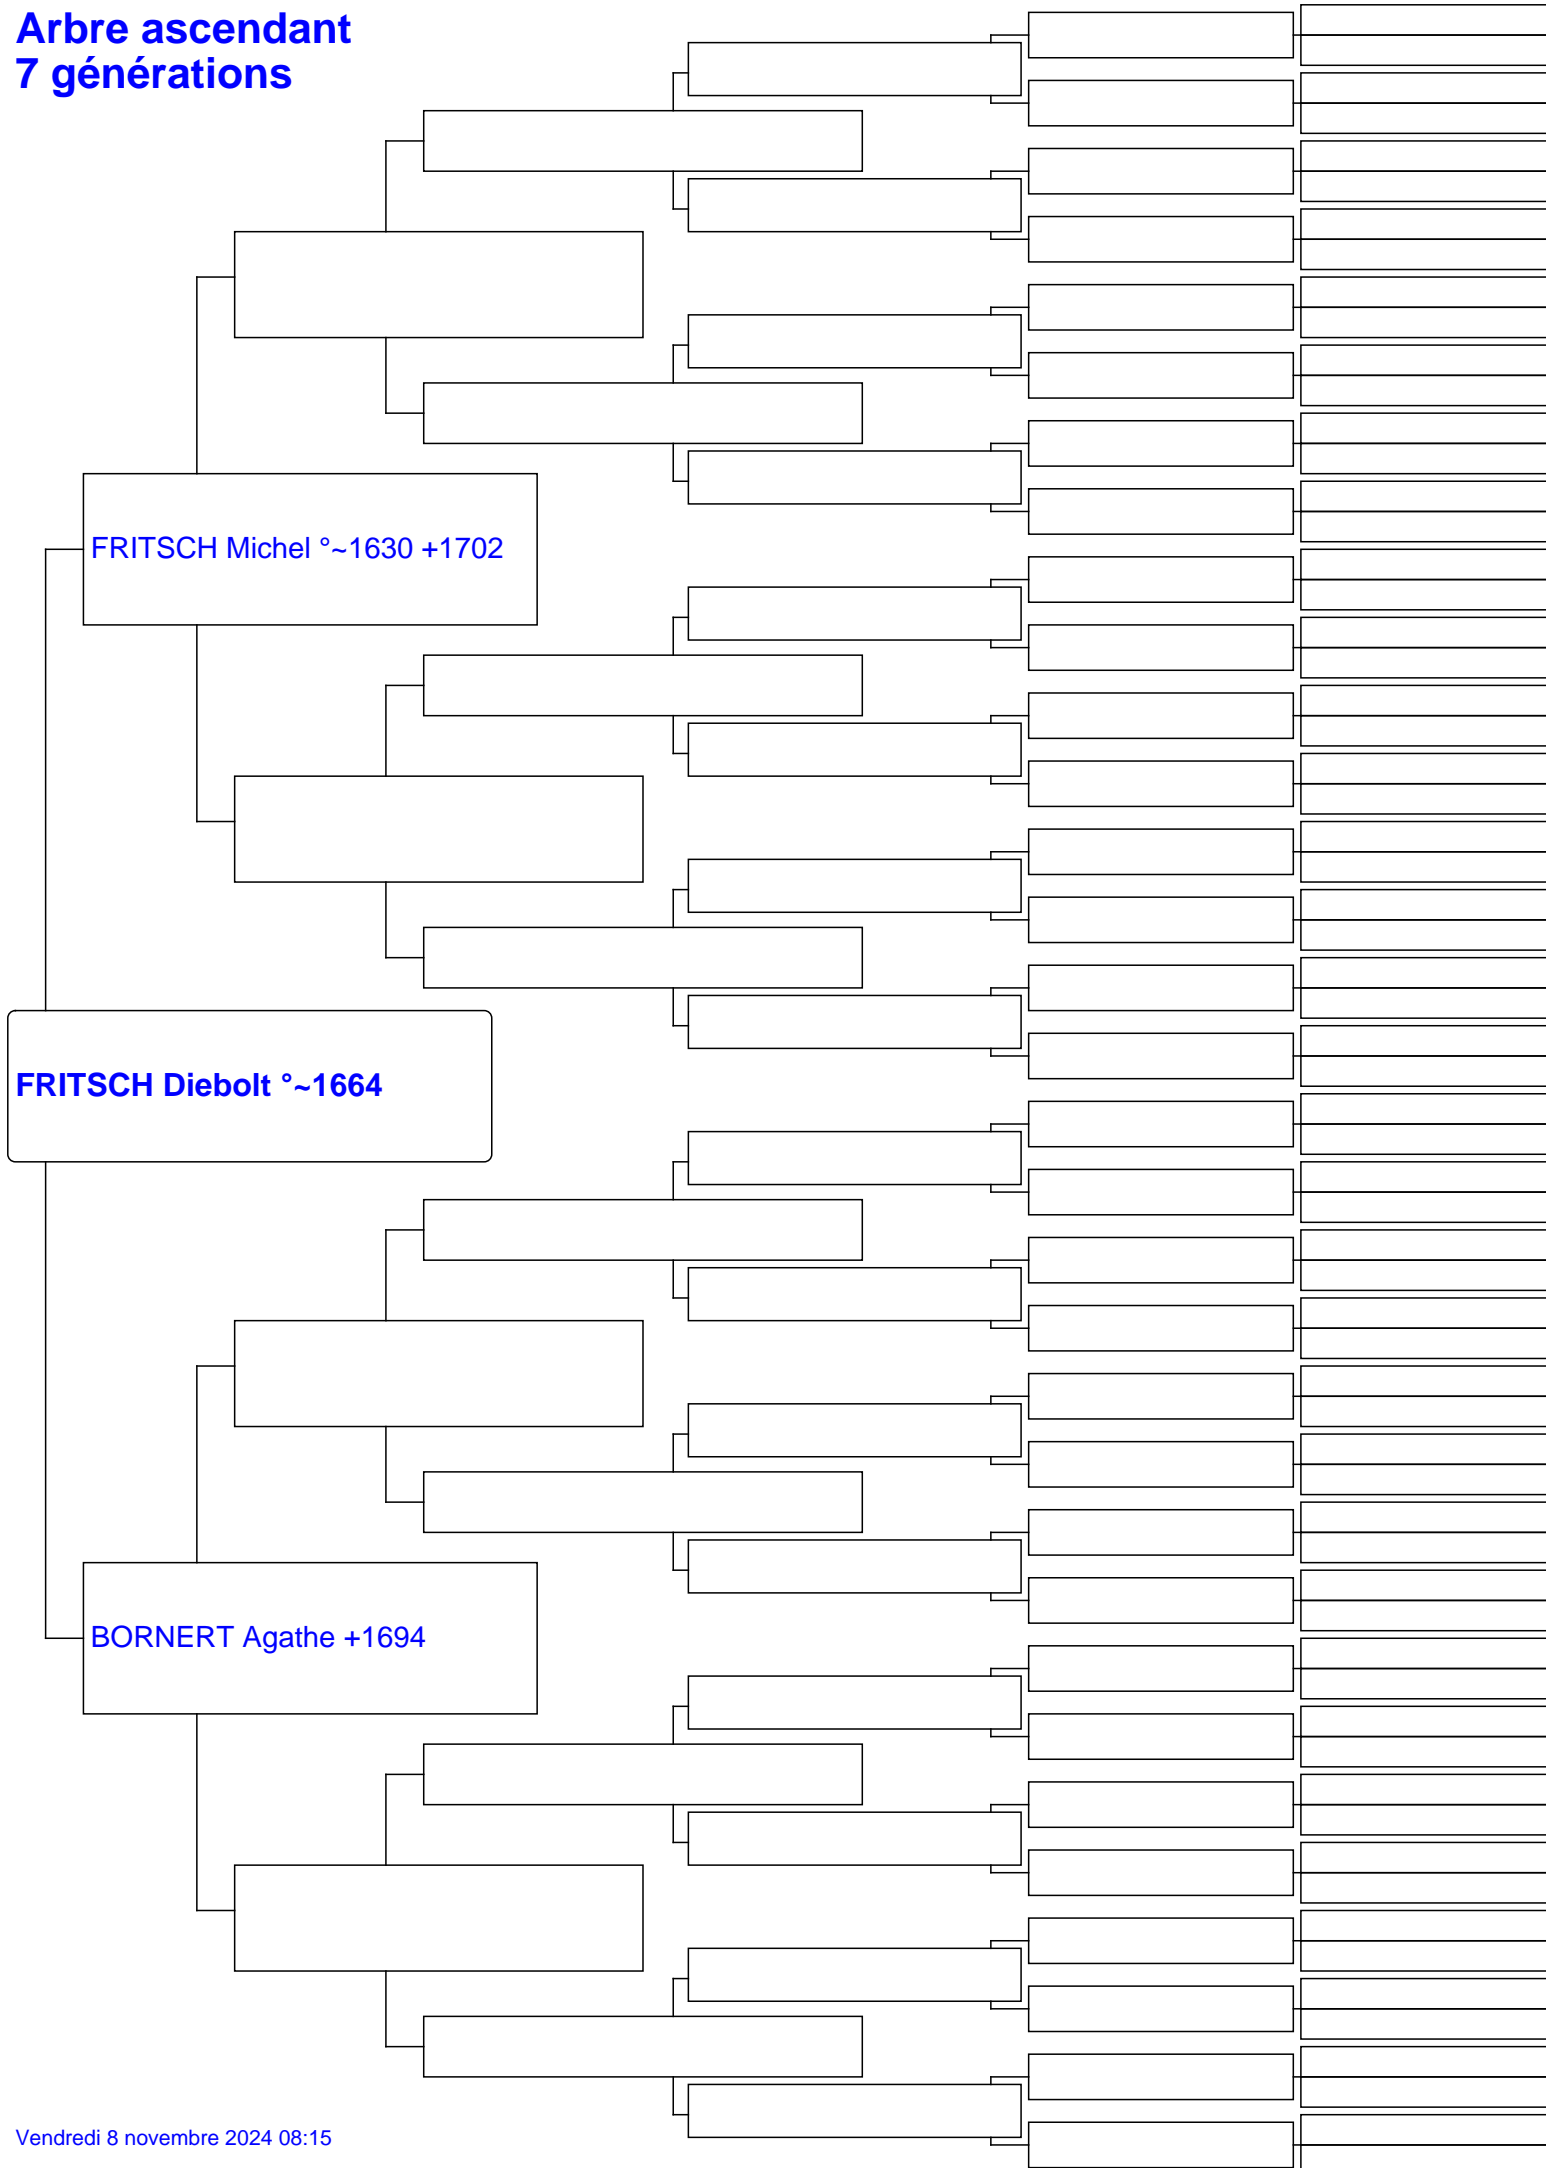 Arbre ascendant
7 générations
FRITSCH Michel °~1630 +1702
FRITSCH Diebolt °~1664
BORNERT Agathe +1694
Vendredi 8 novembre 2024 08:15